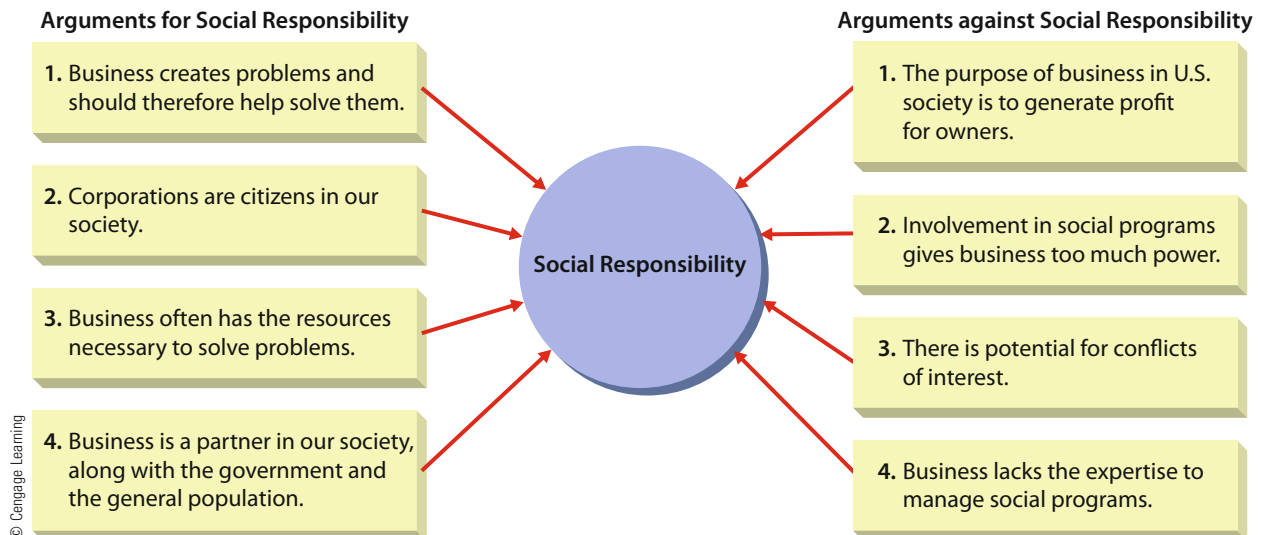 Arguments for Social Responsibility
1. Business creates problems and
should therefore help solve them.
2. Corporations are citizens in our
society.
3. Business often has the resources
necessary to solve problems.
4. Business is a partner in our society,
along with the government and
the general population.
Social Responsibility
Arguments against Social Responsibility
1. The purpose of business in U.S.
society is to generate profit
for owners.
2. Involvement in social programs
gives business too much power.
3. There is potential for conflicts
of interest.
4. Business lacks the expertise to
manage social programs.
© Cengage Learning